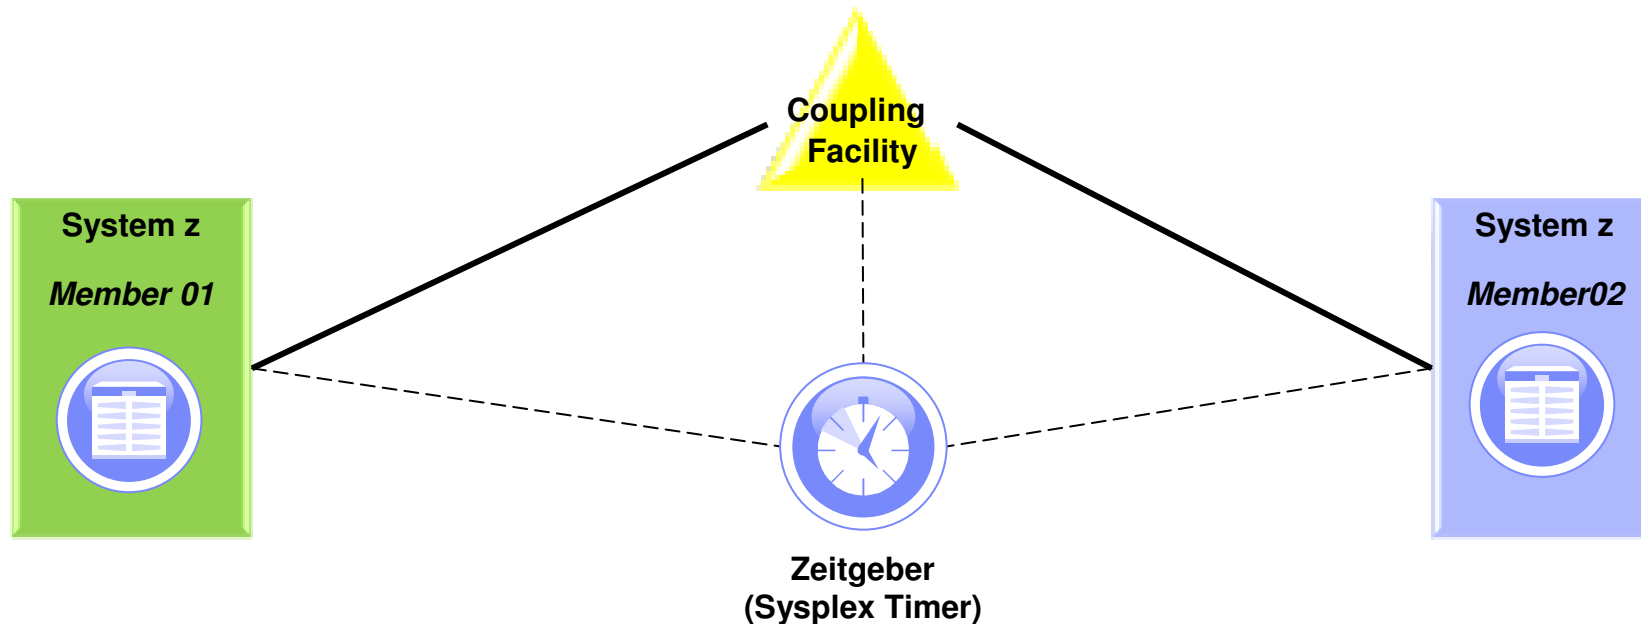 Coupling
Facility
System z
Member 01
System z
Member02
Zeitgeber
(Sysplex Timer)